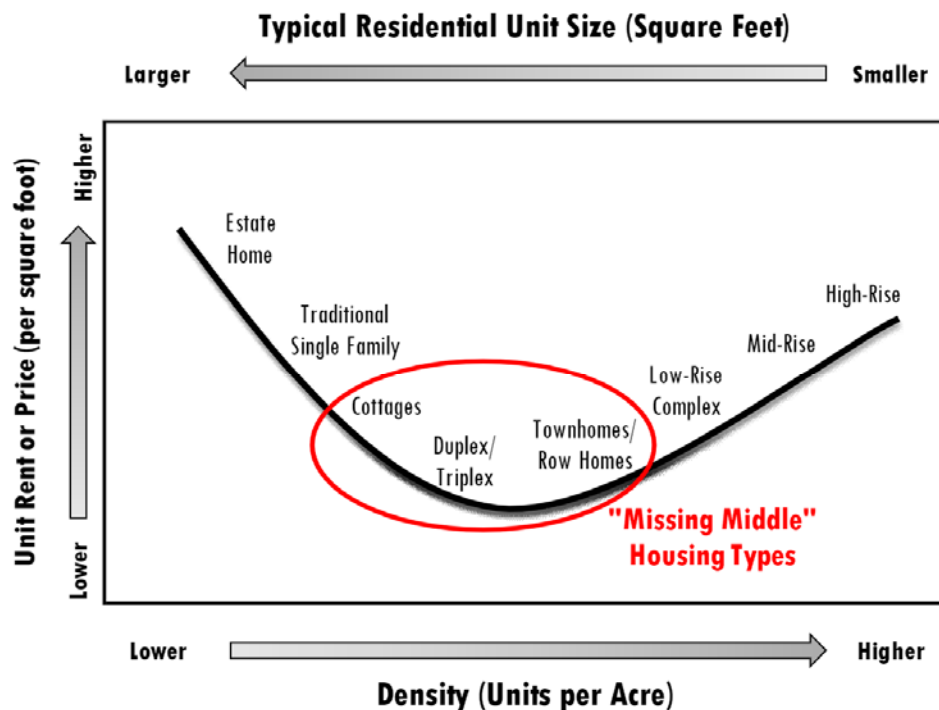 Typical Residential Unit Size (Square Feet)
Larger
Smaller
Unit Rent or Price (per square foot)
Higher
Lower
Estate
Home
Traditional
Single Family
Cottages
Duplex/
Triplex
Townhomes/
Row Homes
Low-Rise
Complex
Mid-Rise
High-Rise
"Missing Middle"
Housing Types
Lower
Higher
Density (Units per Acre)